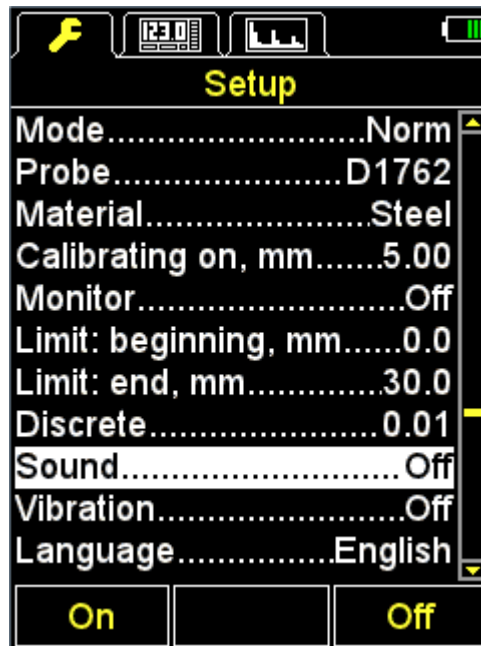 123.0
Setup
Mode.......................Norm
Probe.....................D1762
Material....................Steel
Calibrating on, mm......5.00
Monitor........................Off
Limit: beginning, mm......0.0
Limit: end, mm............30.0
Discrete....................0.01
Sound.........................Off
Vibration......................Off
Language...............English
On Off